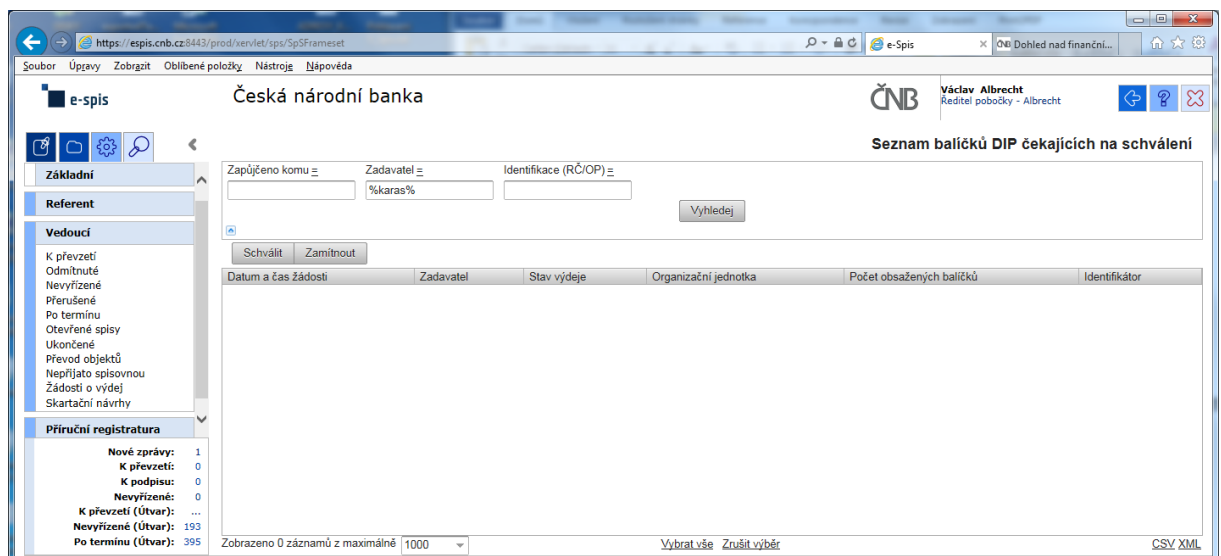 https://espis.cnb.cz:8443/prod/xervlet/sps/SpSFrameset
e-Spis
Dohled nad finanční...
Soubor Úpravy Zobrazit Oblíbené položky Nástroje Nápověda
e-spis
Česká národní banka
ČNB
Václav Albrecht
Ředitel pobočky - Albrecht
Seznam balíčků DIP čekajících na schválení
Základní
Referent
Vedoucí
K převzetí
Odmítnuté
Nevyřízené
Přerušené
Po termínu
Otevřené spisy
Ukončené
Převod objektů
Nepřijato spisovnou
Žádosti o výdej
Skartační návrhy
Příruční registratura
Nové zprávy: 1
K převzetí: 0
K podpisu: 0
Nevyřízené: 0
K převzetí (Útvar): ...
Nevyřízené (Útvar): 193
Po termínu (Útvar): 395
Zapůjčeno komu = Zadavatel = Identifikace (RČ/OP) =
%karas%
Vyhledej
Schválit Zamítnout
Datum a čas žádosti Zadavatel Stav výdeje Organizační jednotka Počet obsažených balíčků Identifikátor
Zobrazeno 0 záznamů z maximálně 1000 Vybrat vše Zrušit výběr CSV XML